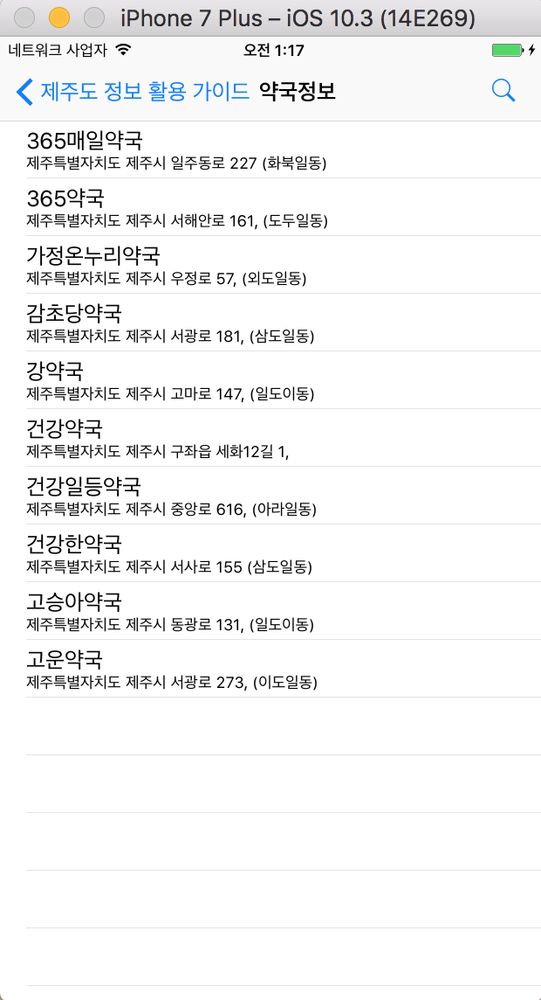 iPhone 7 Plus – iOS 10.3 (14E269)
네트워크 사업자 오전 1:17
제주도 정보 활용 가이드 약국정보
365매일약국
제주특별자치도 제주시 일주동로 227 (화북일동)
365약국
제주특별자치도 제주시 서해안로 161, (도두일동)
가정온누리약국
제주특별자치도 제주시 우정로 57, (외도일동)
감초당약국
제주특별자치도 제주시 서광로 181, (삼도일동)
강약국
제주특별자치도 제주시 고마로 147, (일도이동)
건강약국
제주특별자치도 제주시 구좌읍 세화12길 1,
건강일등약국
제주특별자치도 제주시 중앙로 616, (아라일동)
건강한약국
제주특별자치도 제주시 서사로 155 (삼도일동)
고승아약국
제주특별자치도 제주시 동광로 131, (일도이동)
고운약국
제주특별자치도 제주시 서광로 273, (이도일동)